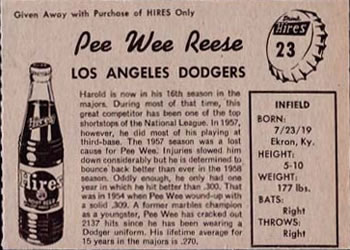 Given Away with Purchase of HIRES Only
Drink
Hires
23
Pee Wee Reese
LOS ANGELES DODGERS
Harold is now in his 16th season in the
majors. During most of that time, this
great competitor has been one of the top
shortstops of the National League. In 1957,
however, he did most of his playing at
third-base. The 1957 season was a lost
cause for Pee Wee. Injuries slowed him
down considerably but he is determined to
bounce back better than ever in the 1958
season. Oddly enough, he only had one year
in which he hit better than .300. That
was in 1954 when Pee Wee wound-up with
a solid .309. A former marbles champion
as a youngster, Pee Wee has cracked out
2137 hits since he has been wearing a
Dodger uniform. His lifetime average for
15 years in the majors is .270.
Hires
INFIELD
BORN:
7/23/19
Ekron, Ky.
HEIGHT:
5-10
WEIGHT:
177 lbs.
BATS:
Right
THROWS:
Right